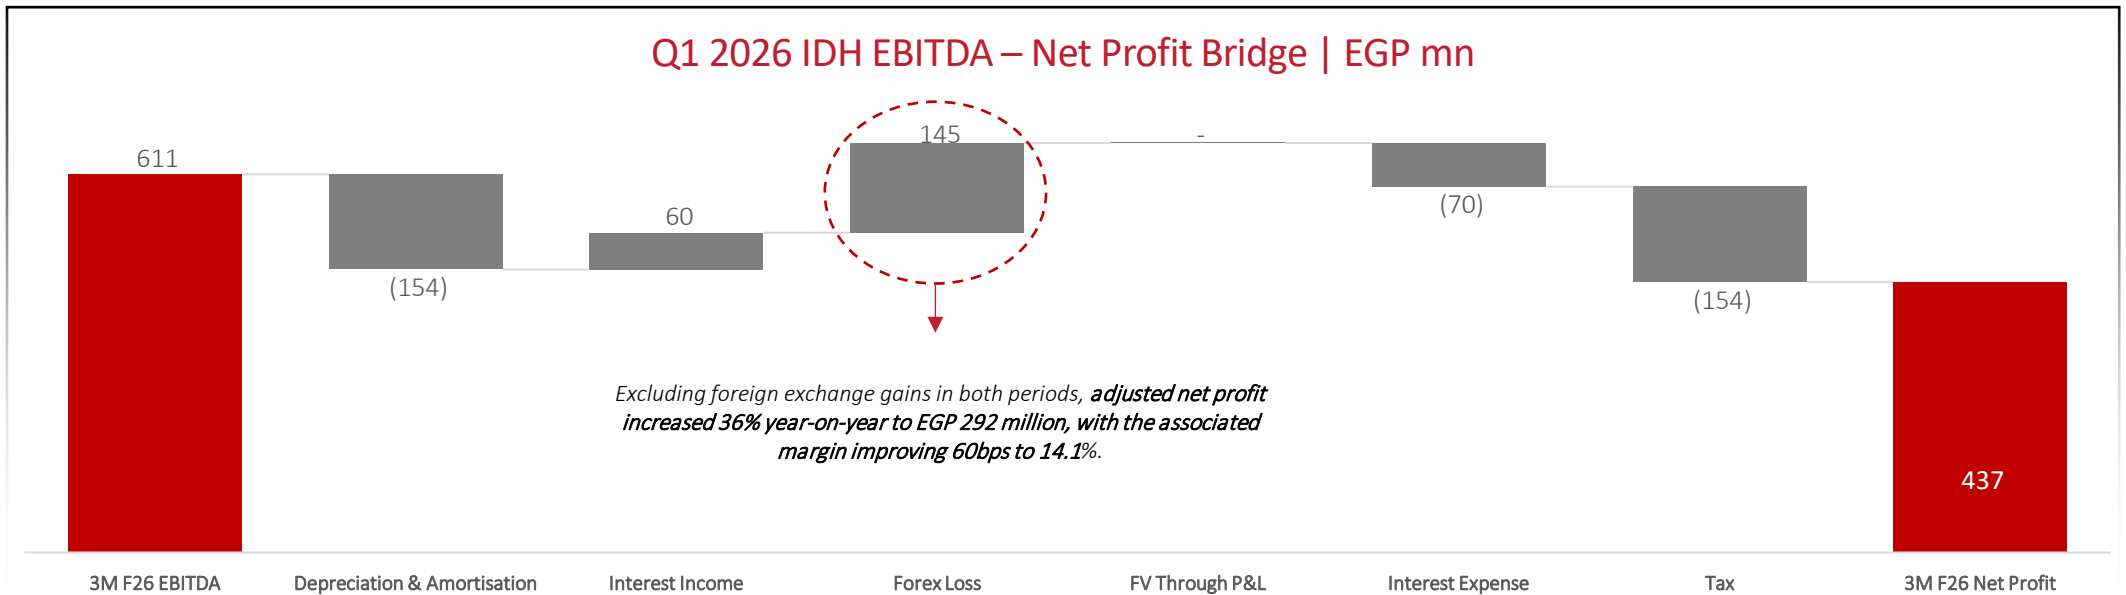 Q1 2026 IDH EBITDA – Net Profit Bridge | EGP mn
611
(154)
60
145
-
(70)
(154)
437
Excluding foreign exchange gains in both periods, adjusted net profit
increased 36% year-on-year to EGP 292 million, with the associated
margin improving 60bps to 14.1%.
3M F26 EBITDA
Depreciation & Amortisation
Interest Income
Forex Loss
FV Through P&L
Interest Expense
Tax
3M F26 Net Profit